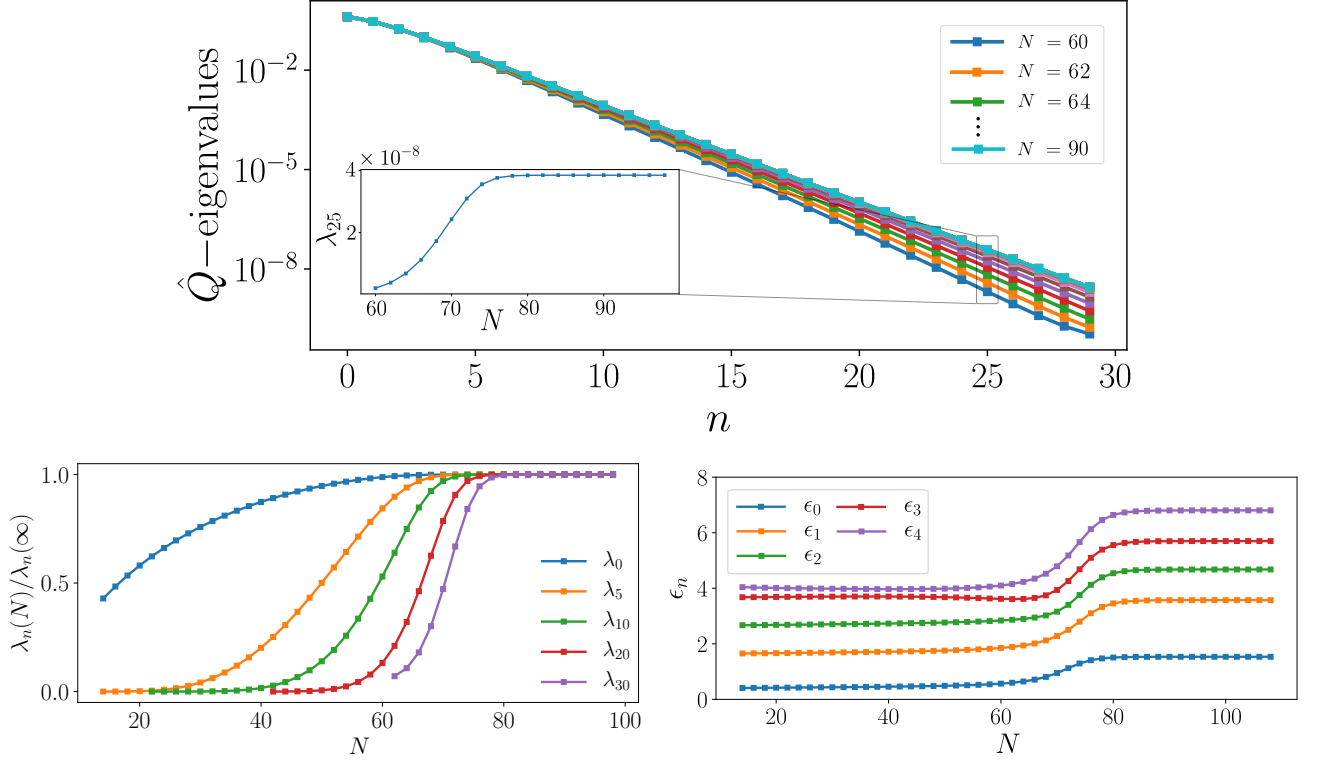 Q̂−eigenvalues
10⁻²
10⁻⁵
10⁻⁸
N = 60
N = 62
N = 64
⋮
N = 90
4 × 10⁻⁸
2
λ₂₅
60 70 80 90
N
0 5 10 15 20 25 30
n
λₙ(N)/λₙ(∞)
1.0
0.5
0.0
λ₀
λ₅
λ₁₀
λ₂₀
λ₃₀
20 40 60 80 100
N
ϵₙ
8
6
4
2
0
ϵ₀ ϵ₃
ϵ₁ ϵ₄
ϵ₂
20 40 60 80 100
N